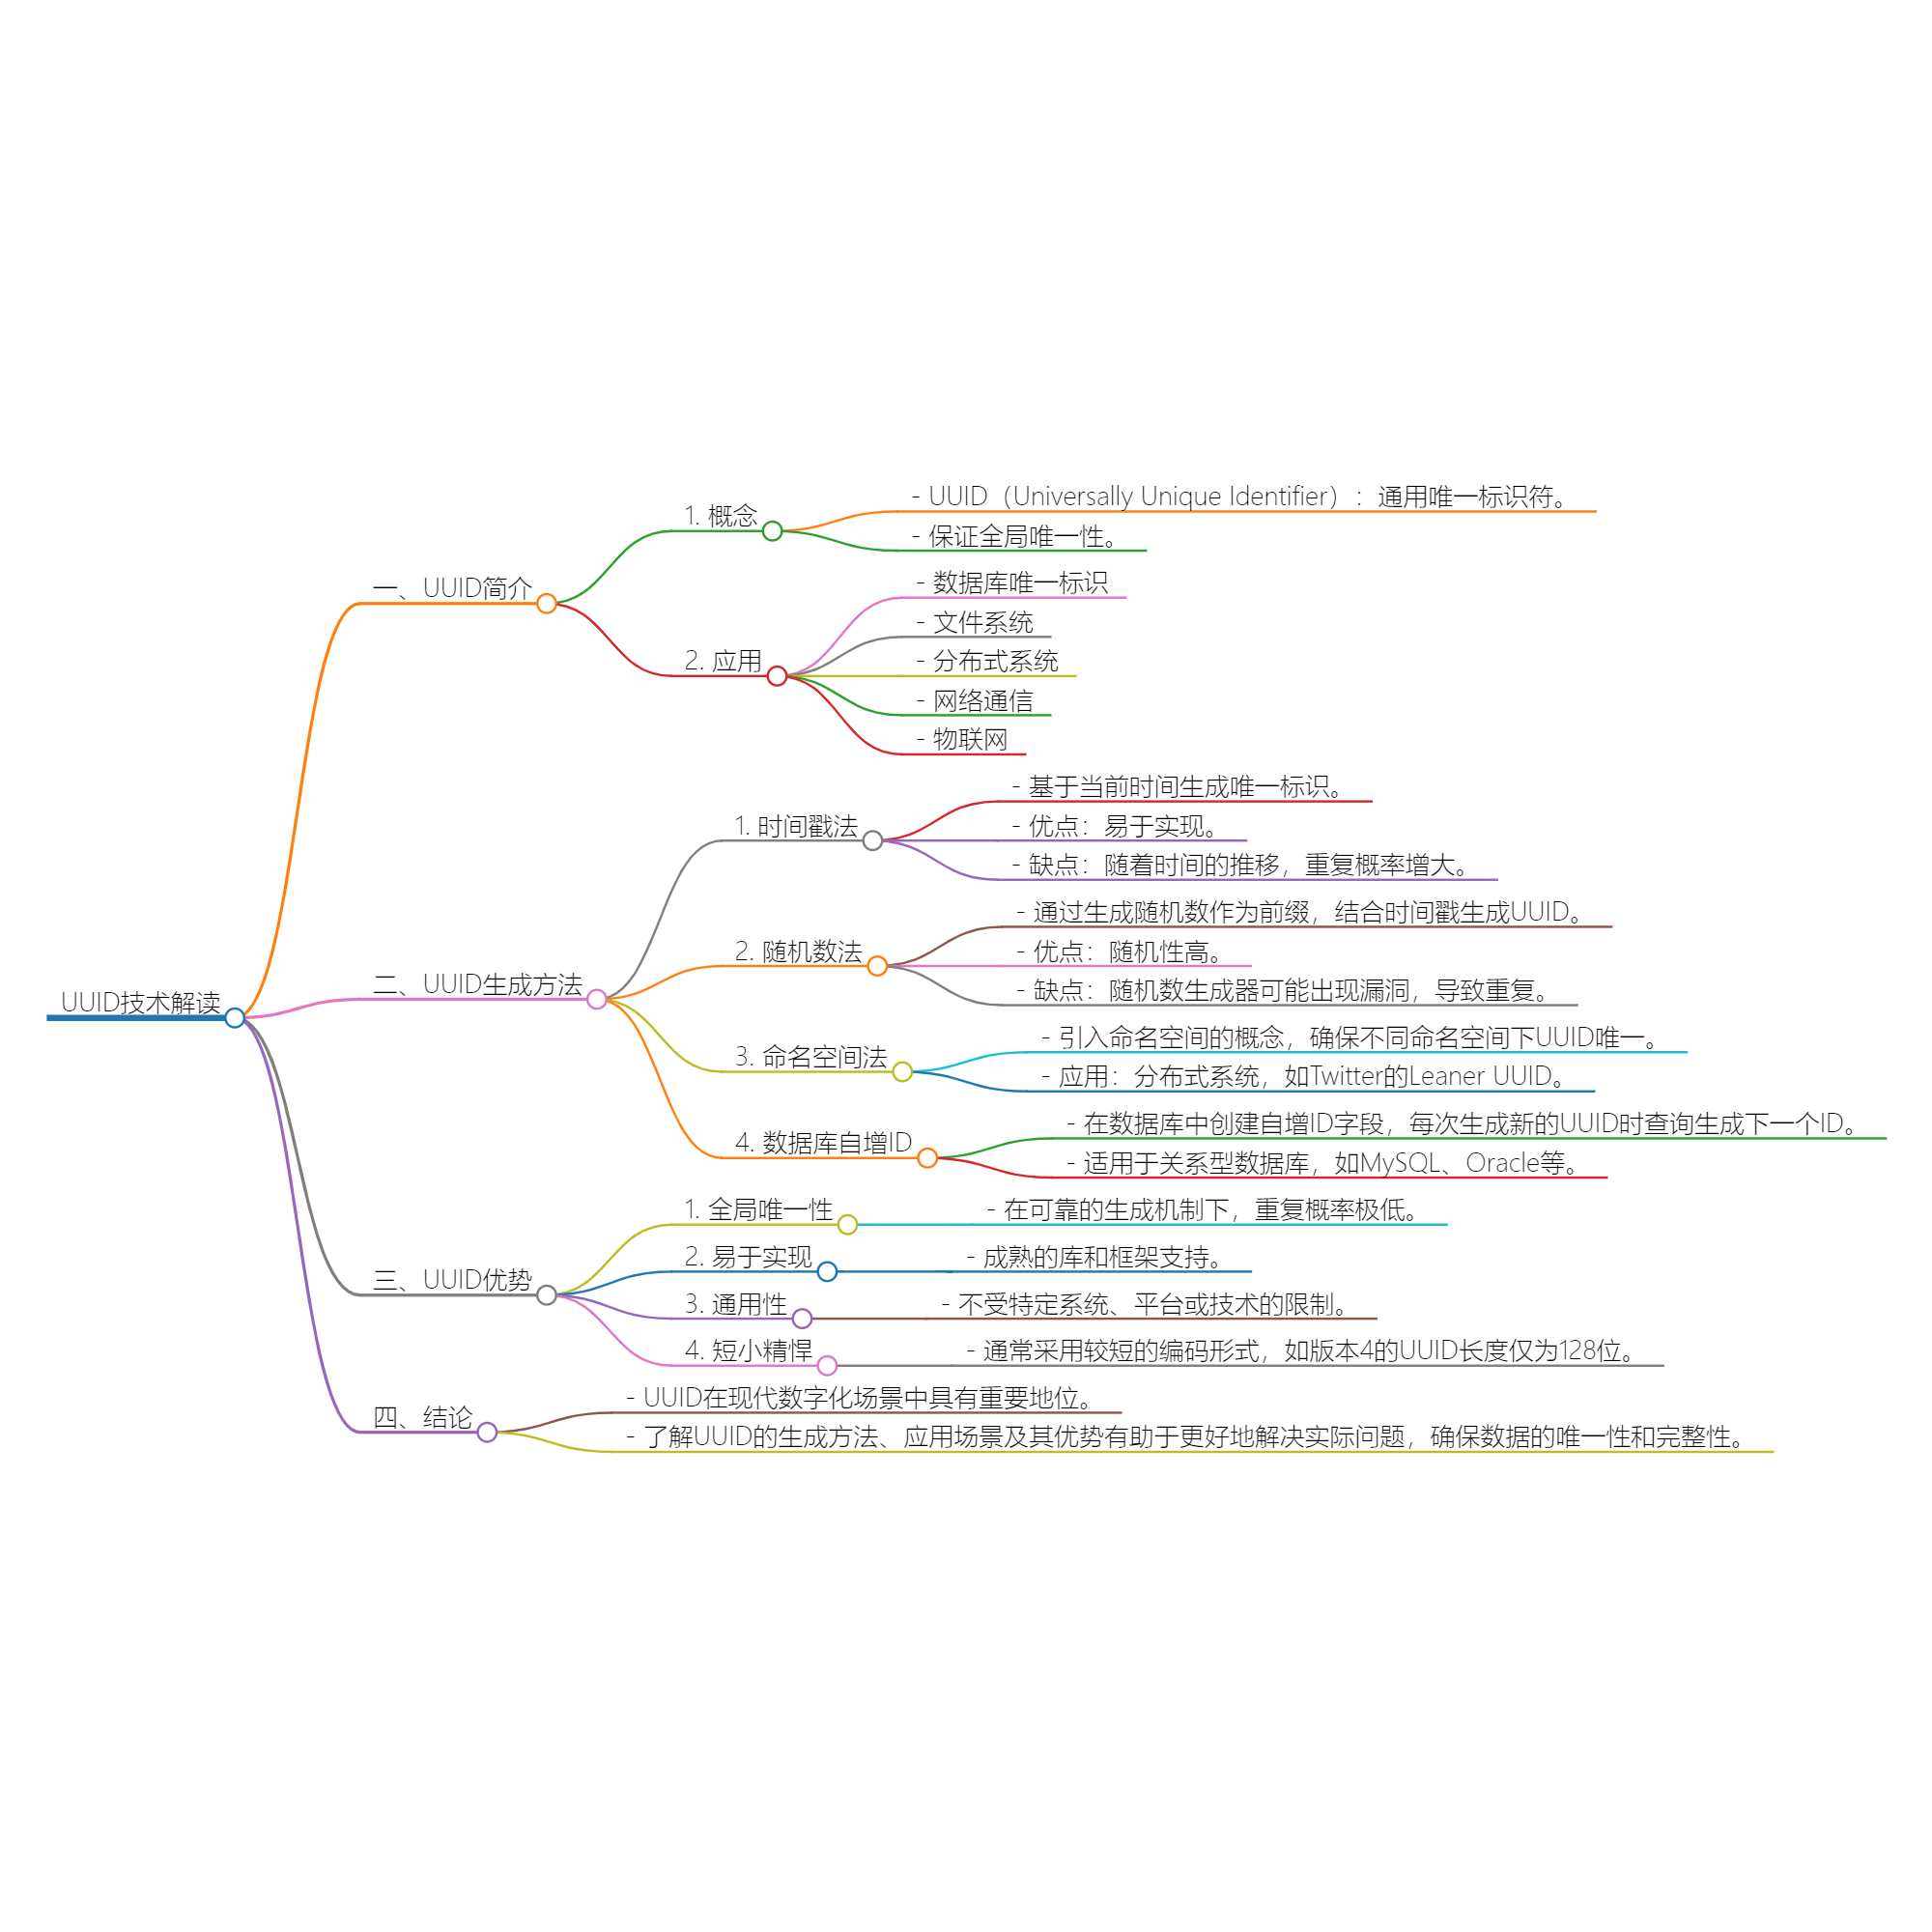 UUID技术解读
一、UUID简介
1. 概念
- UUID（Universally Unique Identifier）：通用唯一标识符。
- 保证全局唯一性。
2. 应用
- 数据库唯一标识
- 文件系统
- 分布式系统
- 网络通信
- 物联网
二、UUID生成方法
1. 时间戳法
- 基于当前时间生成唯一标识。
- 优点：易于实现。
- 缺点：随着时间的推移，重复概率增大。
2. 随机数法
- 通过生成随机数作为前缀，结合时间戳生成UUID。
- 优点：随机性高。
- 缺点：随机数生成器可能出现漏洞，导致重复。
3. 命名空间法
- 引入命名空间的概念，确保不同命名空间下UUID唯一。
- 应用：分布式系统，如Twitter的Leaner UUID。
4. 数据库自增ID
- 在数据库中创建自增ID字段，每次生成新的UUID时查询生成下一个ID。
- 适用于关系型数据库，如MySQL、Oracle等。
三、UUID优势
1. 全局唯一性
- 在可靠的生成机制下，重复概率极低。
2. 易于实现
- 成熟的库和框架支持。
3. 通用性
- 不受特定系统、平台或技术的限制。
4. 短小精悍
- 通常采用较短的编码形式，如版本4的UUID长度仅为128位。
四、结论
- UUID在现代数字化场景中具有重要地位。
- 了解UUID的生成方法、应用场景及其优势有助于更好地解决实际问题，确保数据的唯一性和完整性。